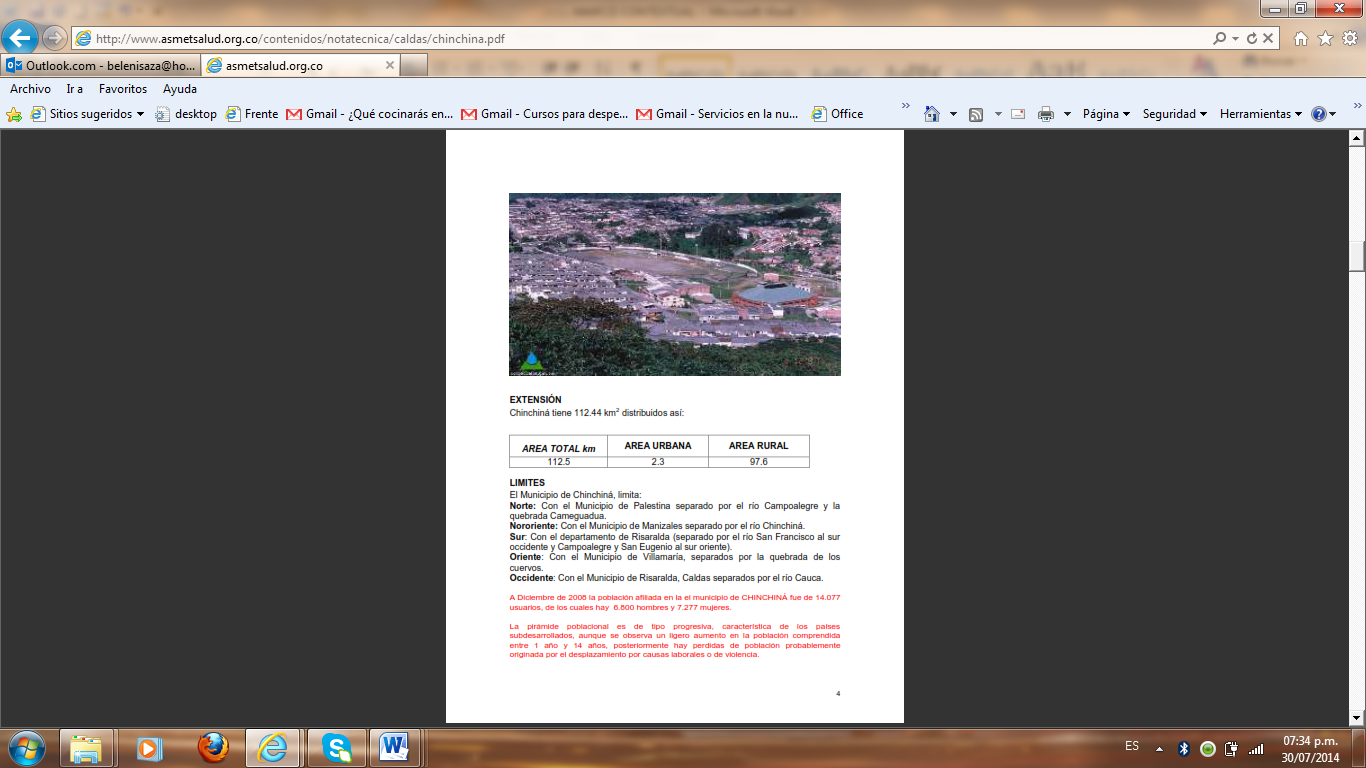 http://www.asmetsalud.org.co/contenidos/notatecnica/caldas/chinchina.pdf
Outlook.com - belenisaza@ho...
asmetsalud.org.co
Archivo Ir a Favoritos Ayuda
Sitios sugeridos desktop Frente Gmail - ¿Qué cocinarás en... Gmail - Cursos para despe... Gmail - Servicios en la nu... Office » Página Seguridad Herramientas »
EXTENSIÓN
Chinchiná tiene 112.44 km² distribuidos así:
AREA TOTAL km AREA URBANA AREA RURAL
112.5 2.3 97.6
LIMITES
El Municipio de Chinchiná, limita:
Norte: Con el Municipio de Palestina separado por el río Campoalegre y la
quebrada Cameguadua.
Nororiente: Con el Municipio de Manizales separado por el río Chinchiná.
Sur: Con el departamento de Risaralda (separado por el río San Francisco al sur
occidente y Campoalegre y San Eugenio al sur oriente).
Oriente: Con el Municipio de Villamaría, separados por la quebrada de los
cuervos.
Occidente: Con el Municipio de Risaralda, Caldas separados por el río Cauca.
A Diciembre de 2008 la población afiliada en la el municipio de CHINCHINÁ fue de 14.077
usuarios, de los cuales hay 6.800 hombres y 7.277 mujeres.
La pirámide poblacional es de tipo progresiva, característica de los países
subdesarrollados, aunque se observa un ligero aumento en la población comprendida
entre 1 año y 14 años, posteriormente hay perdidas de población probablemente
originada por el desplazamiento por causas laborales o de violencia.
4
ES
07:34 p.m.
30/07/2014